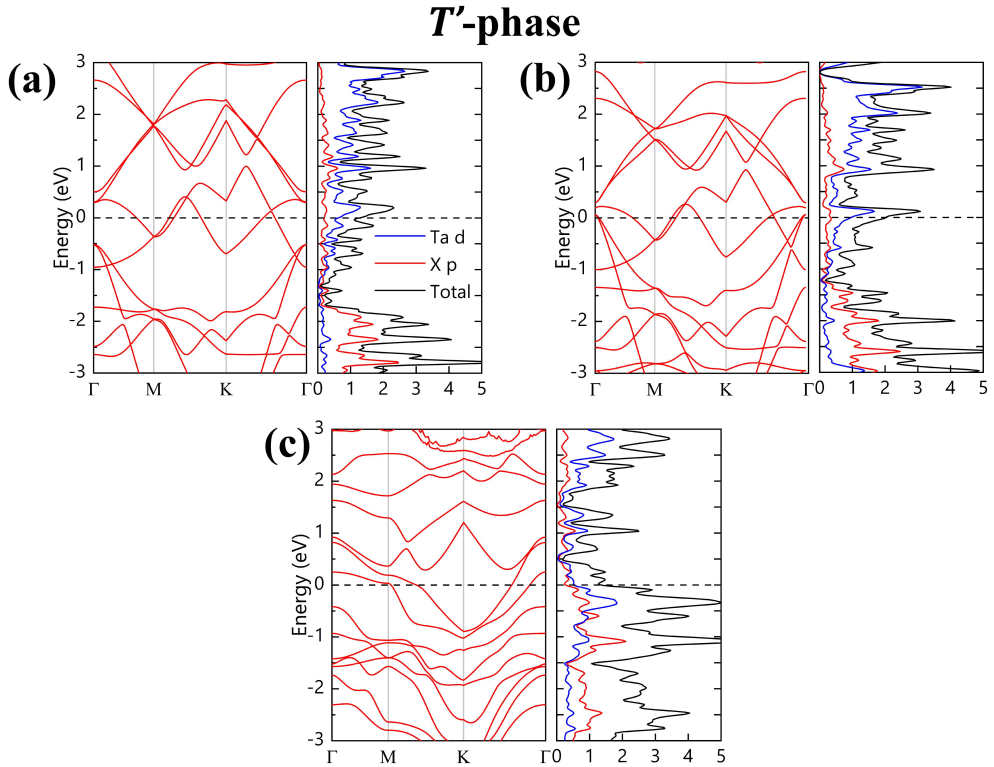 T′-phase
(a)
Energy (eV)
3
2
1
0
-1
-2
-3
Γ M K Γ
0 1 2 3 4 5
Ta d
X p
Total
(b)
Energy (eV)
3
2
1
0
-1
-2
-3
Γ M K Γ
0 1 2 3 4 5
(c)
Energy (eV)
3
2
1
0
-1
-2
-3
Γ M K Γ
0 1 2 3 4 5